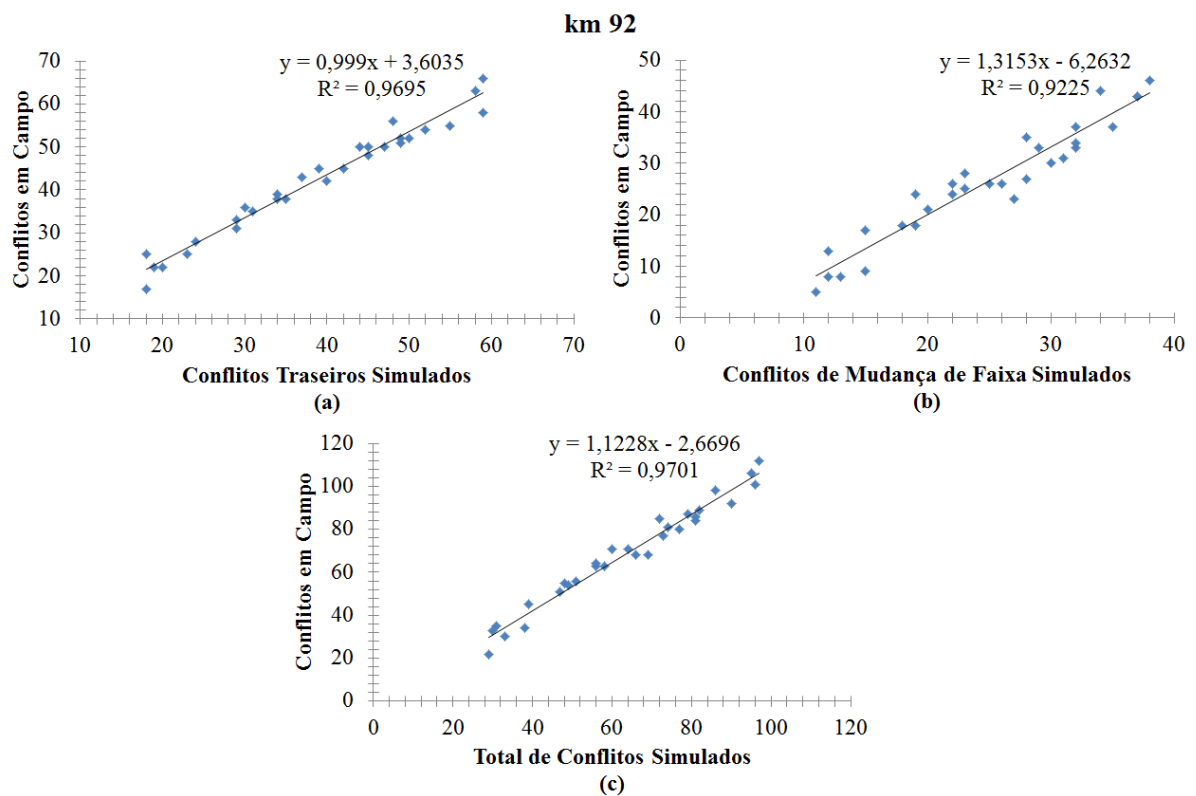 km 92
y = 0,999x + 3,6035
R² = 0,9695
Conflitos em Campo
70
60
50
40
30
20
10
10 20 30 40 50 60 70
Conflitos Traseiros Simulados
(a)
y = 1,3153x - 6,2632
R² = 0,9225
Conflitos em Campo
50
40
30
20
10
0
0 10 20 30 40
Conflitos de Mudança de Faixa Simulados
(b)
y = 1,1228x - 2,6696
R² = 0,9701
Conflitos em Campo
120
100
80
60
40
20
0
0 20 40 60 80 100 120
Total de Conflitos Simulados
(c)